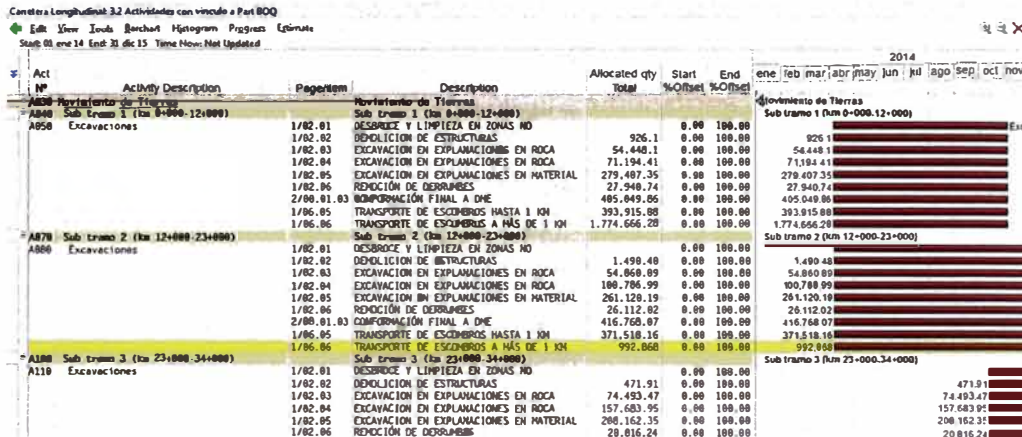 Carretera Longitudinal: 3.2 Actividades con vinculo a Part BOQ
Edit View Tools Barchart Histogram Progress Estimate
Start: 01 ene 14 End: 31 dic 15 Time Now: Not Updated
2014
Act Nº Activity Description Page/Item Description Allocated qty Total Start %Offset End %Offset ene feb mar abr may jun jul ago sep oct nov
A030 Movimiento de Tierras Movimiento de Tierras Movimiento de Tierras
A040 Sub tramo 1 (km 0+000-12+000) Sub tramo 1 (km 0+000-12+000) Sub tramo 1 (km 0+000-12+000)
A050 Excavaciones 1/02.01 DESBROCE Y LIMPIEZA EN ZONAS NO 0.00 100.00 Exc
1/02.02 DEMOLICION DE ESTRUCTURAS 926.1 0.00 100.00 926.1
1/02.03 EXCAVACION EN EXPLANACIONES EN ROCA 54.448.1 0.00 100.00 54,448.1
1/02.04 EXCAVACION EN EXPLANACIONES EN ROCA 71.194.41 0.00 100.00 71,194.41
1/02.05 EXCAVACION EN EXPLANACIONES EN MATERIAL 279.407.35 0.00 100.00 279,407.35
1/02.06 REMOCIÓN DE DERRUMBES 27.940.74 0.00 100.00 27,940.74
2/00.01.03 CONFORMACIÓN FINAL A DME 405.049.86 0.00 100.00 405,049.86
1/06.05 TRANSPORTE DE ESCOMBROS HASTA 1 KM 393.915.88 0.00 100.00 393,915.88
1/06.06 TRANSPORTE DE ESCOMBROS A MÁS DE 1 KM 1.774.666.28 0.00 100.00 1,774,666.28
A070 Sub tramo 2 (km 12+000-23+000) Sub tramo 2 (km 12+000-23+000) Sub tramo 2 (km 12+000-23+000)
A080 Excavaciones 1/02.01 DESBROCE Y LIMPIEZA EN ZONAS NO 0.00 100.00
1/02.02 DEMOLICION DE ESTRUCTURAS 1.490.48 0.00 100.00 1,490.48
1/02.03 EXCAVACION EN EXPLANACIONES EN ROCA 54.860.89 0.00 100.00 54,860.89
1/02.04 EXCAVACION EN EXPLANACIONES EN ROCA 100.786.99 0.00 100.00 100,788.99
1/02.05 EXCAVACION EN EXPLANACIONES EN MATERIAL 261.120.19 0.00 100.00 261,120.19
1/02.06 REMOCIÓN DE DERRUMBES 26.112.02 0.00 100.00 26,112.02
2/00.01.03 CONFORMACIÓN FINAL A DME 416.768.07 0.00 100.00 416,768.07
1/06.05 TRANSPORTE DE ESCOMBROS HASTA 1 KM 371.518.16 0.00 100.00 371,518.16
1/06.06 TRANSPORTE DE ESCOMBROS A MÁS DE 1 KM 992.868 0.00 100.00 992,868
A100 Sub tramo 3 (km 23+000-34+000) Sub tramo 3 (km 23+000-34+000) Sub tramo 3 (km 23+000-34+000)
A110 Excavaciones 1/02.01 DESBROCE Y LIMPIEZA EN ZONAS NO 0.00 100.00
1/02.02 DEMOLICION DE ESTRUCTURAS 471.91 0.00 100.00 471.91
1/02.03 EXCAVACION EN EXPLANACIONES EN ROCA 74.493.47 0.00 100.00 74,493.47
1/02.04 EXCAVACION EN EXPLANACIONES EN ROCA 157.683.95 0.00 100.00 157,683.95
1/02.05 EXCAVACION EN EXPLANACIONES EN MATERIAL 208.162.35 0.00 100.00 208,162.35
1/02.06 REMOCIÓN DE DERRUMBES 20.816.24 0.00 100.00 20,816.24